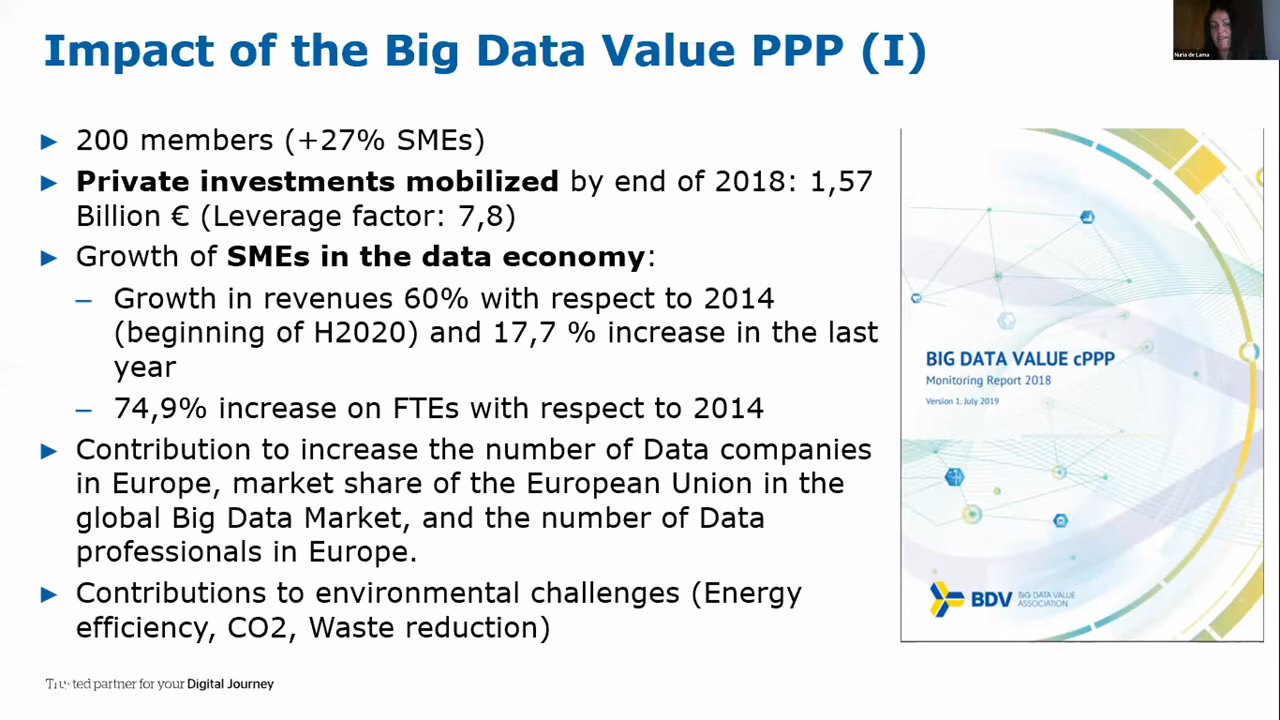 Impact of the Big Data Value PPP (I)
Nuria de Lama
► 200 members (+27% SMEs)
► Private investments mobilized by end of 2018: 1,57
Billion € (Leverage factor: 7,8)
► Growth of SMEs in the data economy:
– Growth in revenues 60% with respect to 2014
(beginning of H2020) and 17,7 % increase in the last
year
– 74,9% increase on FTEs with respect to 2014
► Contribution to increase the number of Data companies
in Europe, market share of the European Union in the
global Big Data Market, and the number of Data
professionals in Europe.
► Contributions to environmental challenges (Energy
efficiency, CO2, Waste reduction)
BIG DATA VALUE cPPP
Monitoring Report 2018
Version 1, July 2019
BDV BIG DATA VALUE
ASSOCIATION
Trusted partner for your Digital Journey